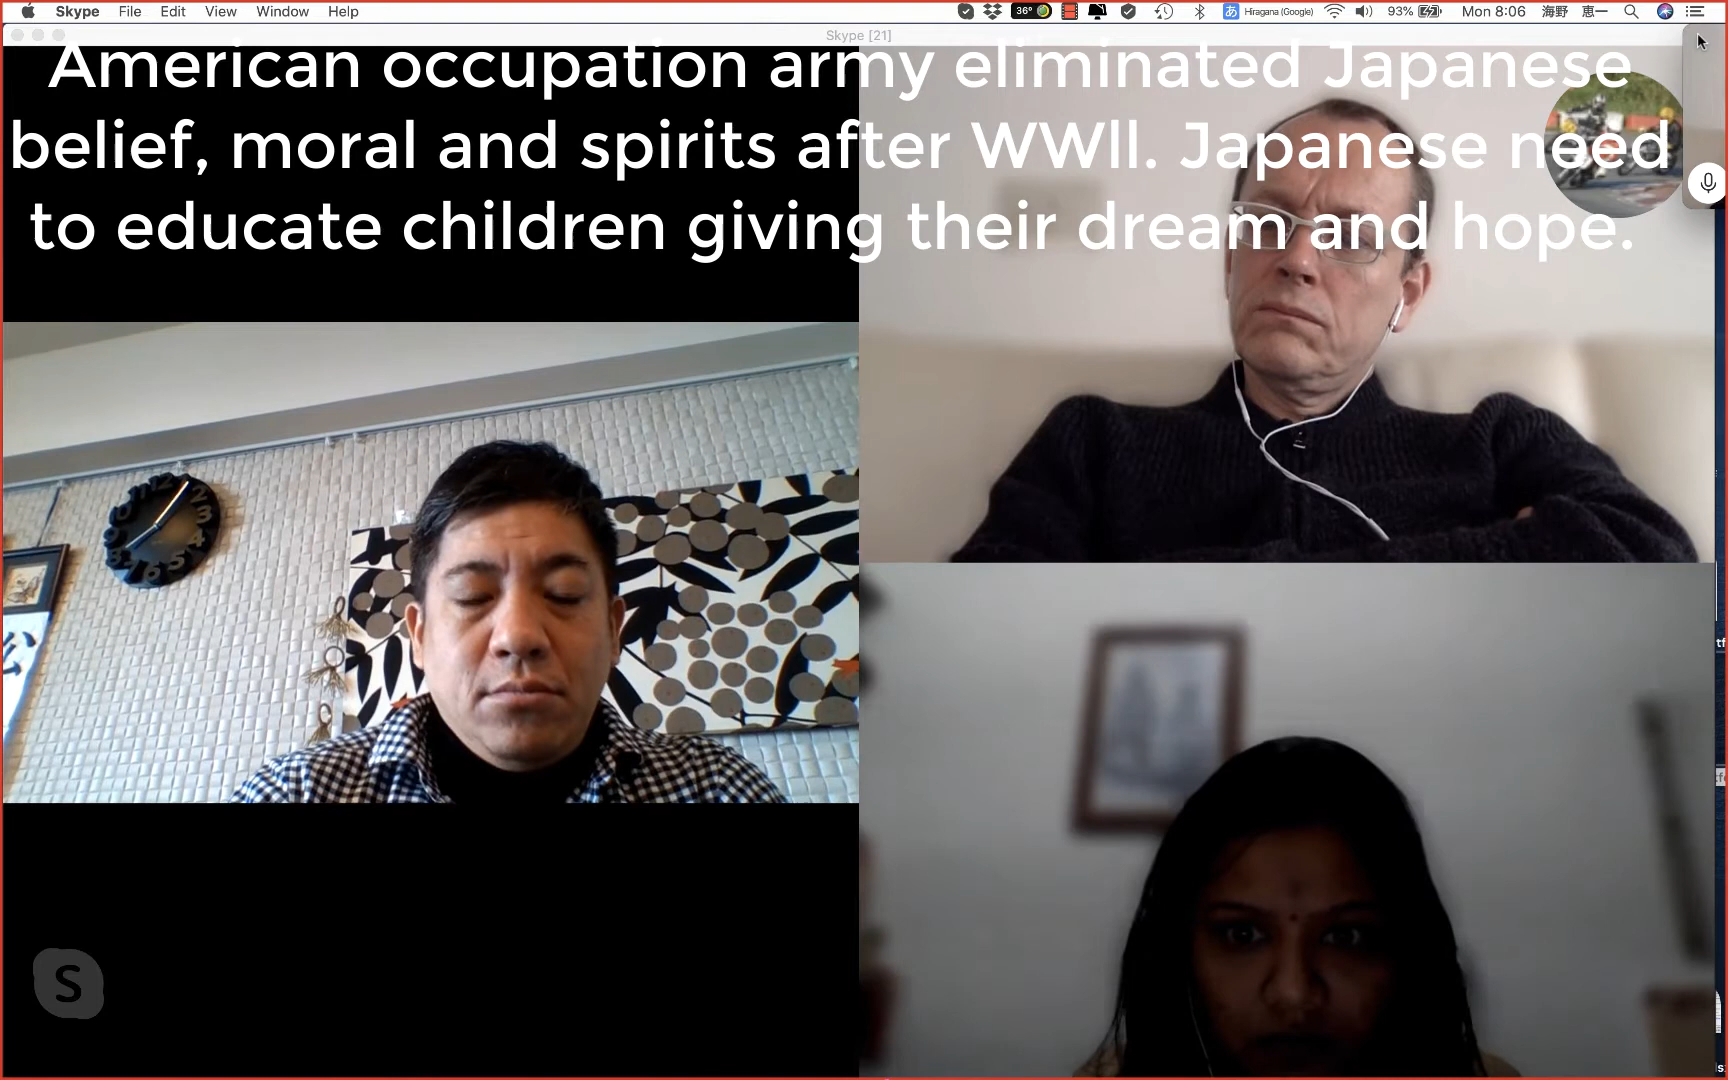 Skype File Edit View Window Help 36° あ Hiragana (Google) 93% Mon 8:06 海野 恵一
Skype [21]
American occupation army eliminated Japanese
belief, moral and spirits after WWll. Japanese need
to educate children giving their dream and hope.
S